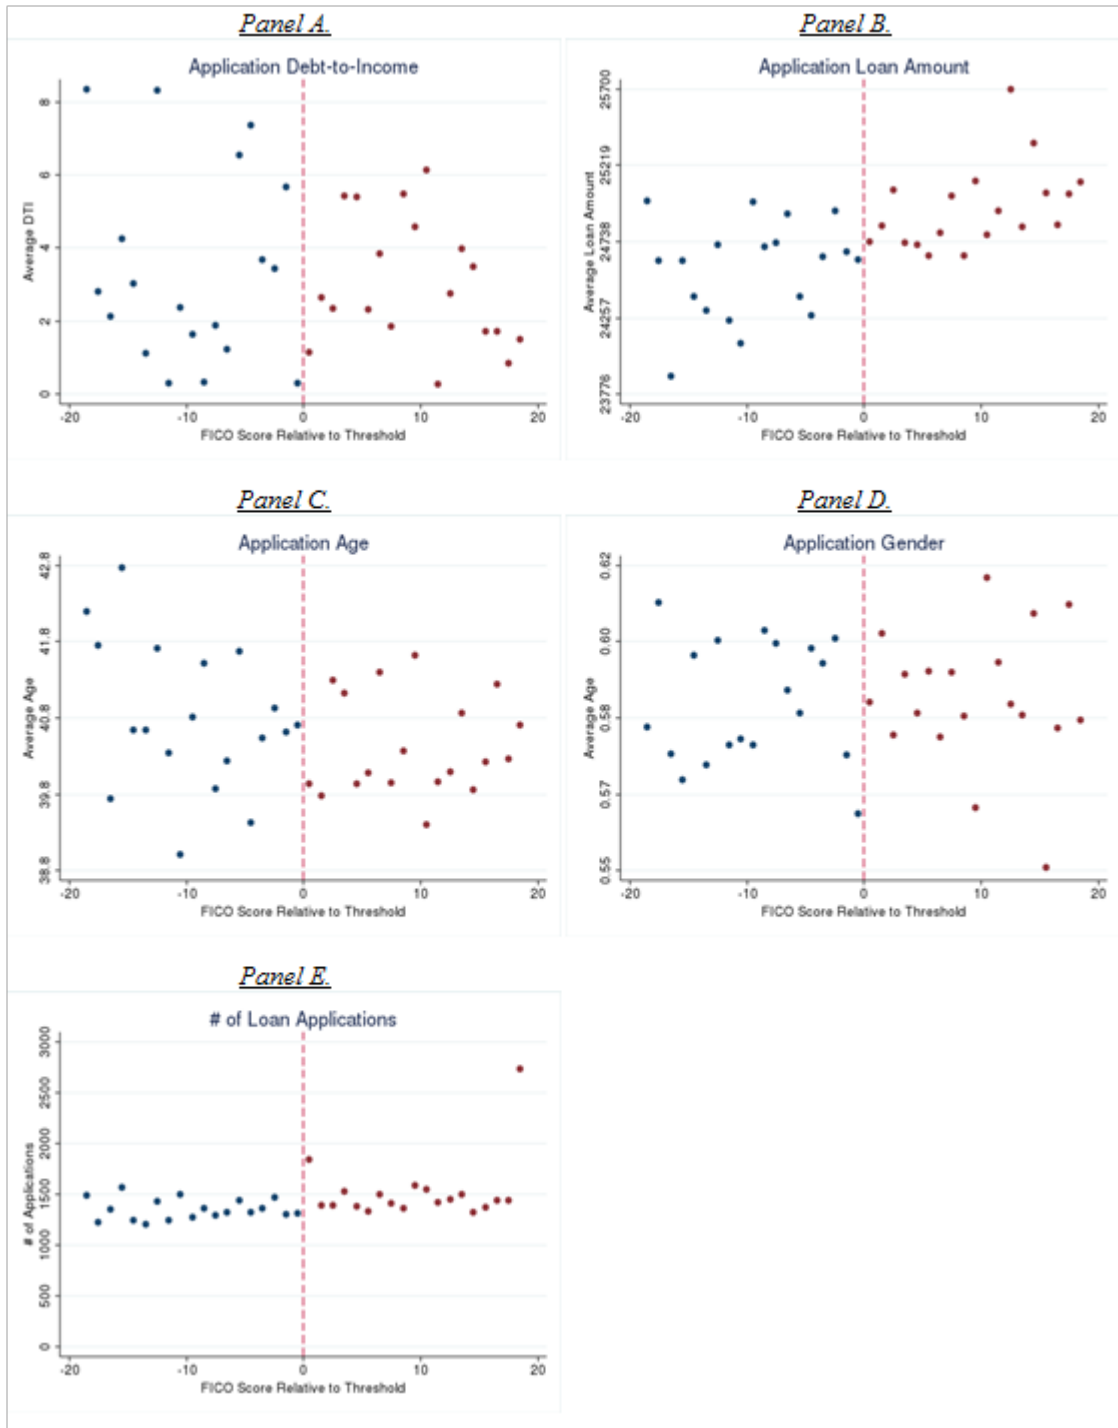 Panel A.
Application Debt-to-Income
Average DTI
8
6
4
2
0
-20 -10 0 10 20
FICO Score Relative to Threshold
Panel B.
Application Loan Amount
Average Loan Amount
25700
25219
24738
24257
23776
-20 -10 0 10 20
FICO Score Relative to Threshold
Panel C.
Application Age
Average Age
42.8
41.8
40.8
39.8
38.8
-20 -10 0 10 20
FICO Score Relative to Threshold
Panel D.
Application Gender
Average Age
0.62
0.60
0.58
0.57
0.55
-20 -10 0 10 20
FICO Score Relative to Threshold
Panel E.
# of Loan Applications
# of Applications
3000
2500
2000
1500
1000
500
0
-20 -10 0 10 20
FICO Score Relative to Threshold